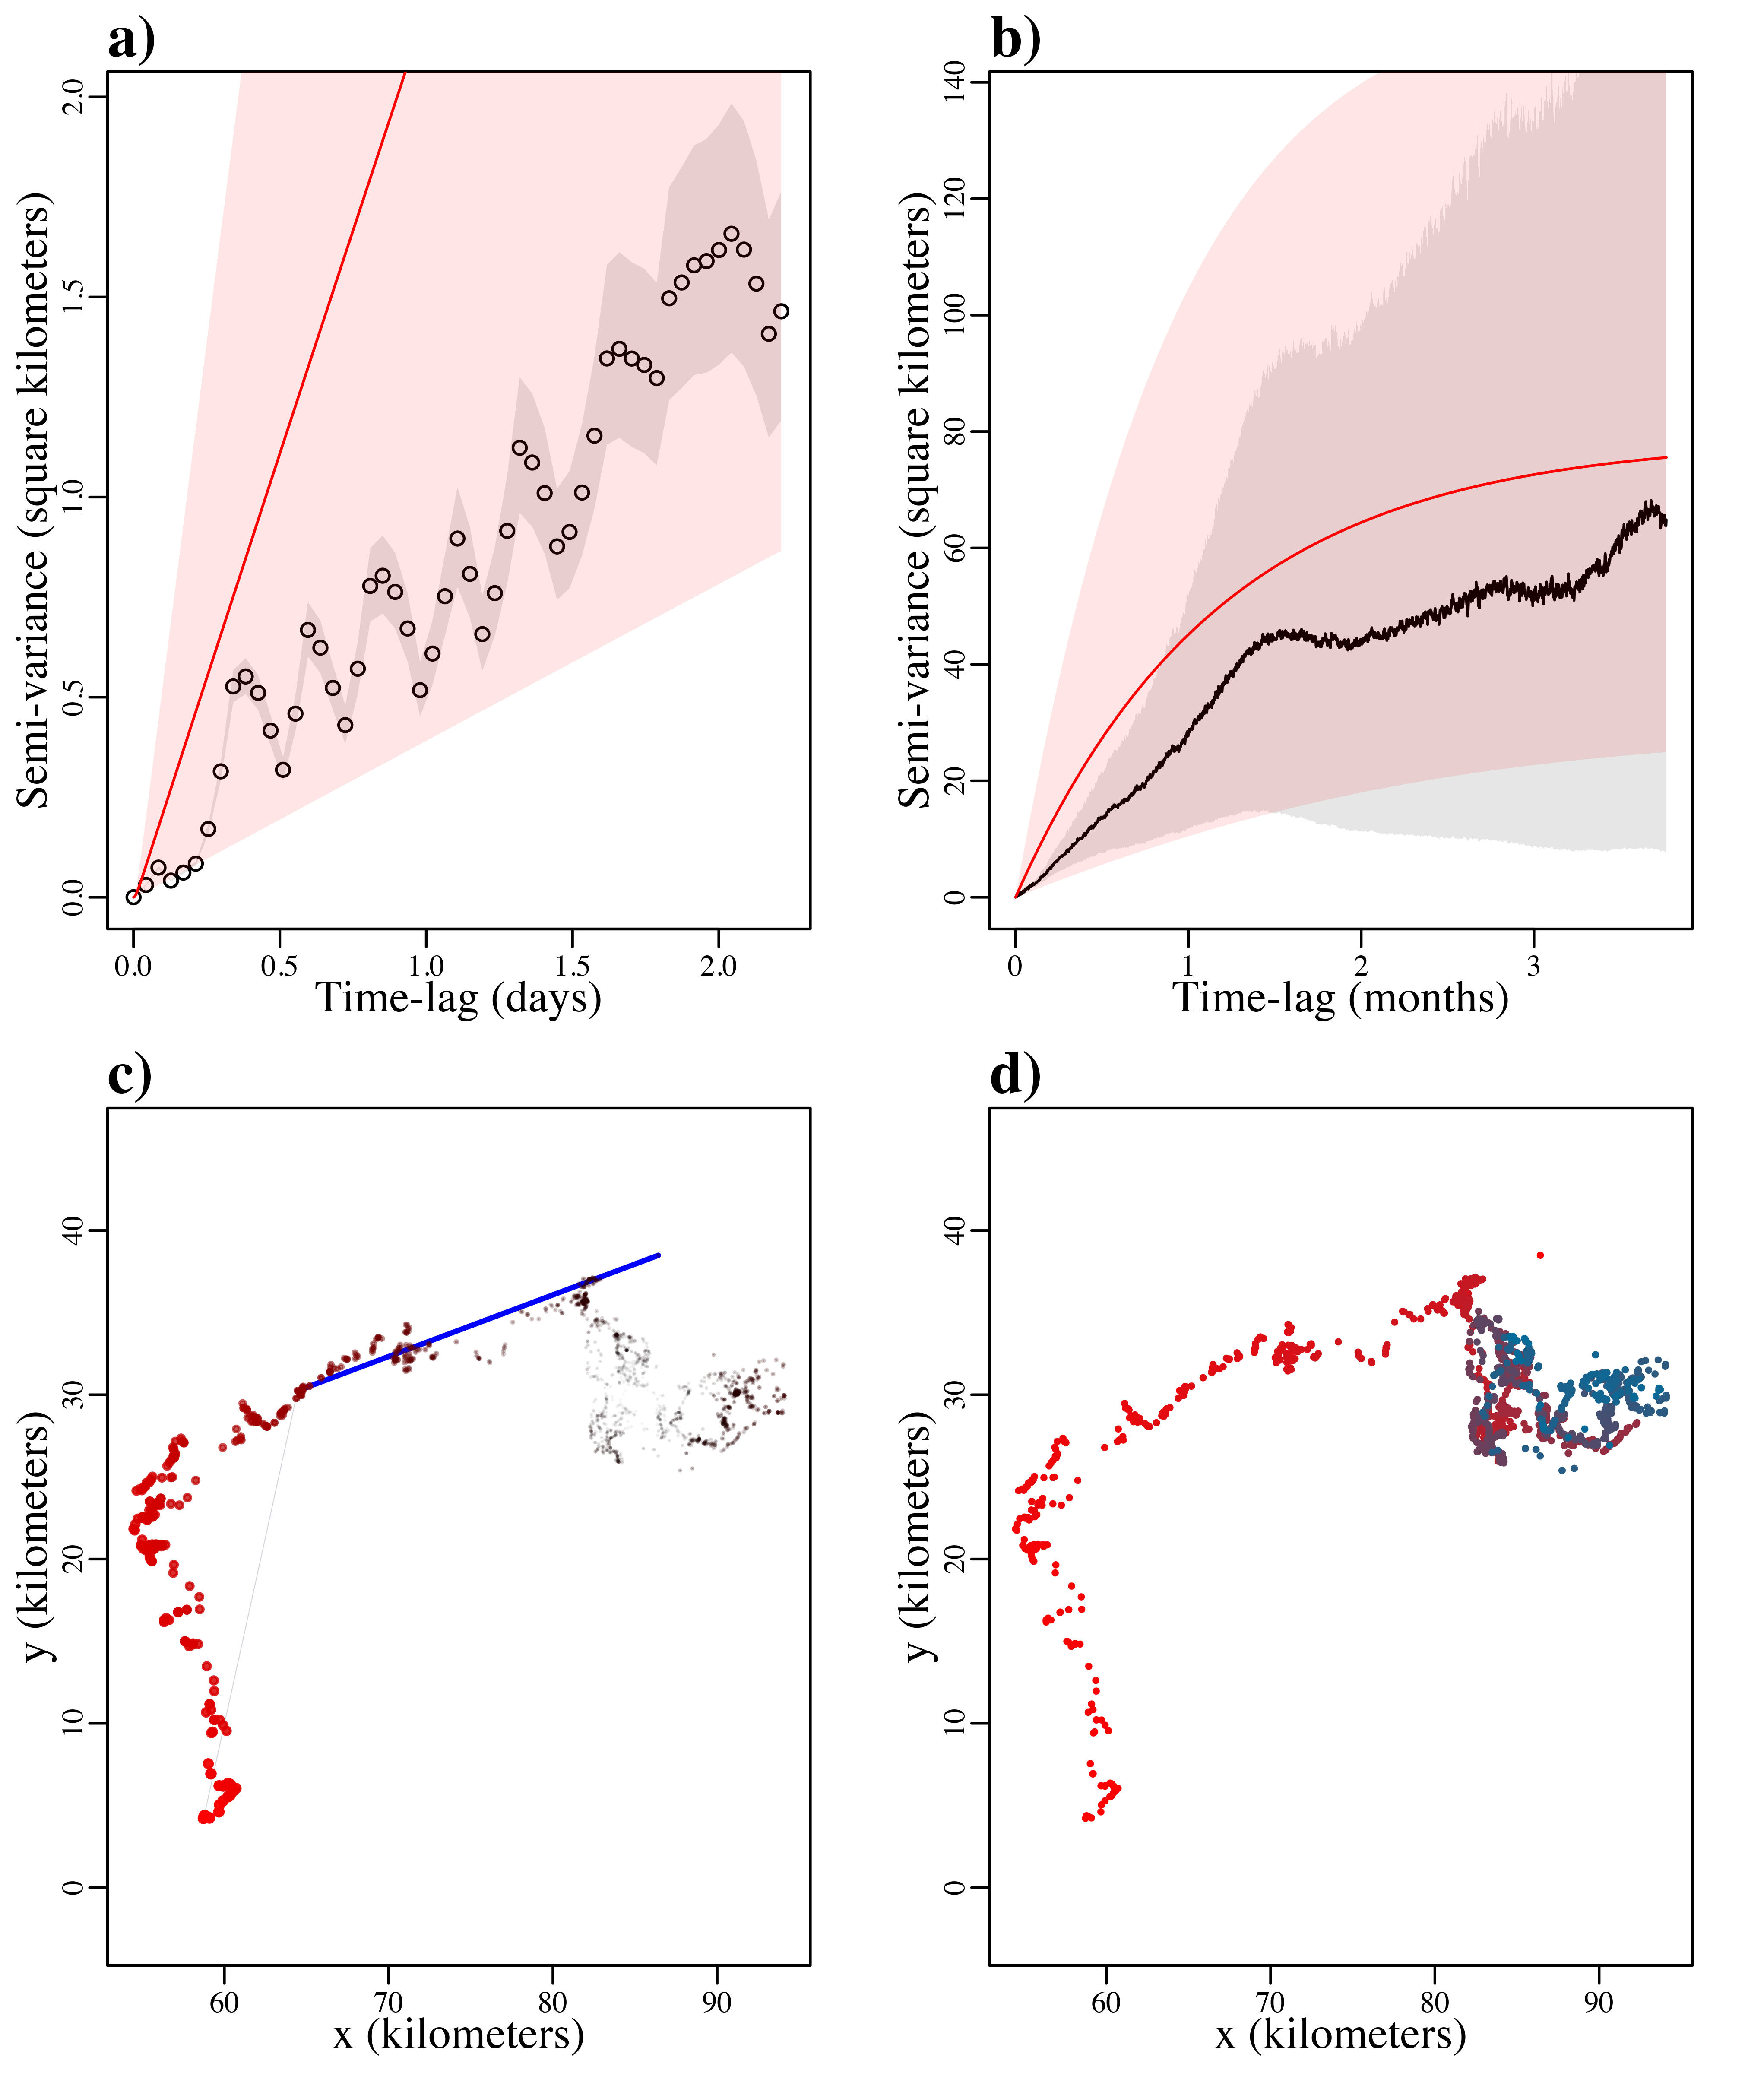 a)
Semi-variance (square kilometers)
2.0
1.5
1.0
0.5
0.0
0.0 0.5 1.0 1.5 2.0
Time-lag (days)
b)
Semi-variance (square kilometers)
140
120
100
80
60
40
20
0
0 1 2 3
Time-lag (months)
c)
y (kilometers)
40
30
20
10
0
60 70 80 90
x (kilometers)
d)
y (kilometers)
40
30
20
10
0
60 70 80 90
x (kilometers)